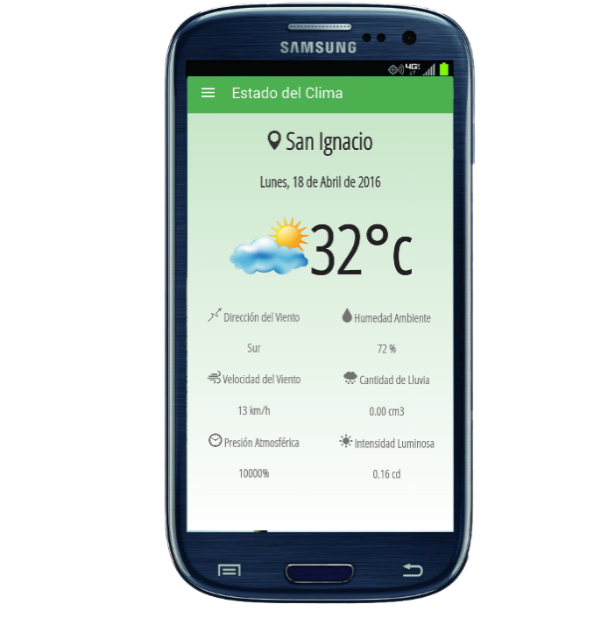 SAMSUNG
4G
Estado del Clima
San Ignacio
Lunes, 18 de Abril de 2016
32°c
Dirección del Viento
Humedad Ambiente
Sur
72 %
Velocidad del Viento
Cantidad de Lluvia
13 km/h
0.00 cm3
Presión Atmosférica
Intensidad Luminosa
10000%
0.16 cd